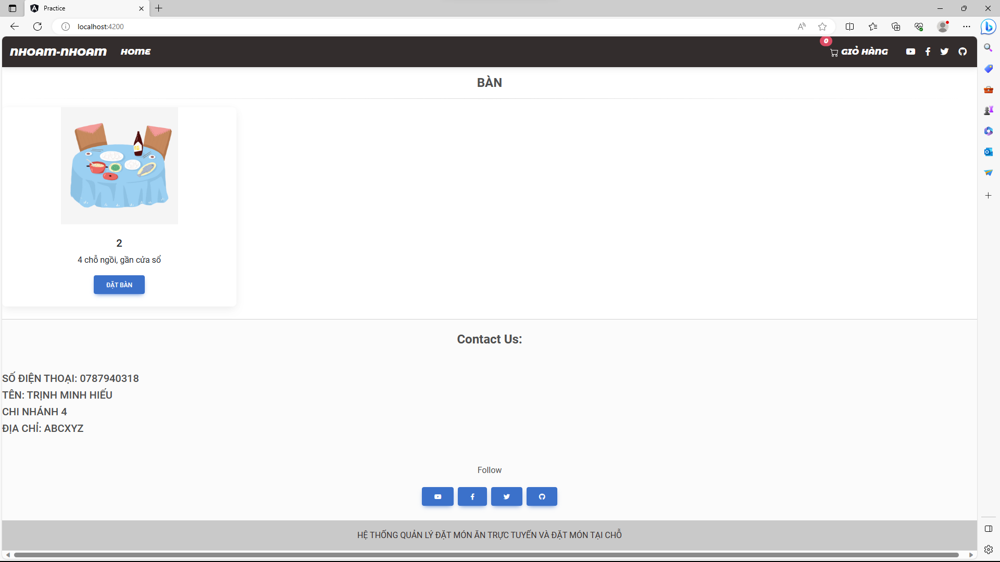 Practice
localhost:4200
NHOAM-NHOAM HOME 0 GIỎ HÀNG
BÀN
2
4 chỗ ngồi, gần cửa sổ
ĐẶT BÀN
Contact Us:
SỐ ĐIỆN THOẠI: 0787940318
TÊN: TRỊNH MINH HIẾU
CHI NHÁNH 4
ĐỊA CHỈ: ABCXYZ
Follow
HỆ THỐNG QUẢN LÝ ĐẶT MÓN ĂN TRỰC TUYẾN VÀ ĐẶT MÓN TẠI CHỖ